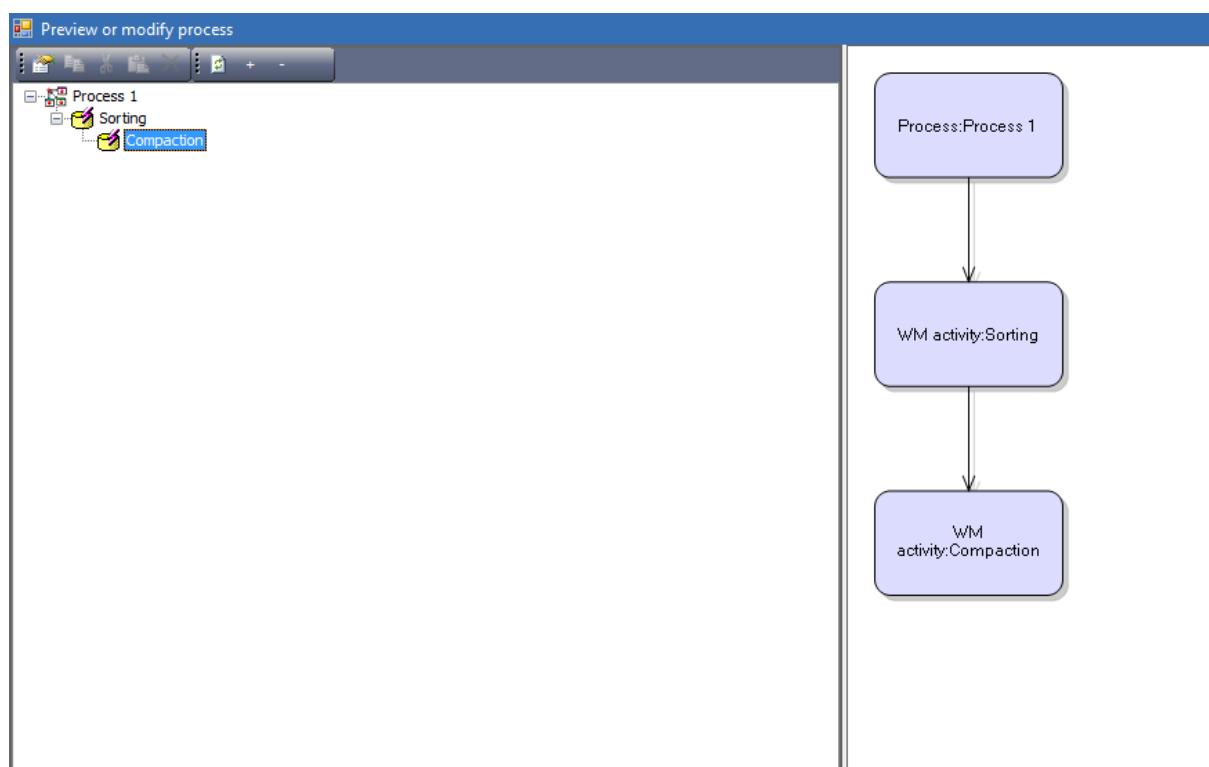 Preview or modify process
+ -
Process 1
Sorting
Compaction
Process:Process 1
WM activity:Sorting
WM
activity:Compaction